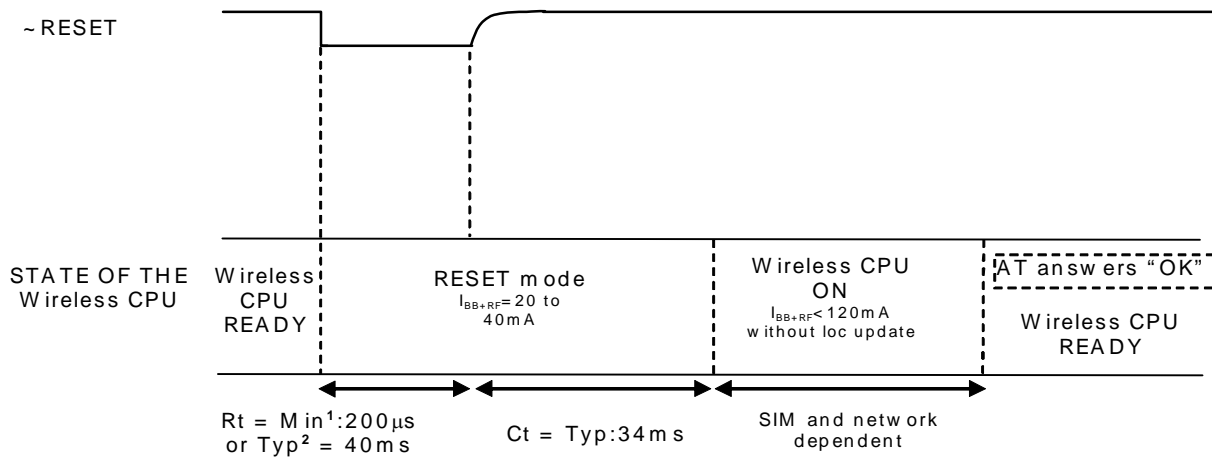 ~ RESET
STATE OF THE
Wireless CPU
Wireless
CPU
READY
RESET mode
I_BB+RF=20 to
40mA
Wireless CPU
ON
I_BB+RF<120mA
without loc update
AT answers “OK”
Wireless CPU
READY
Rt = Min¹:200µs
or Typ² = 40ms
Ct = Typ:34ms
SIM and network
dependent